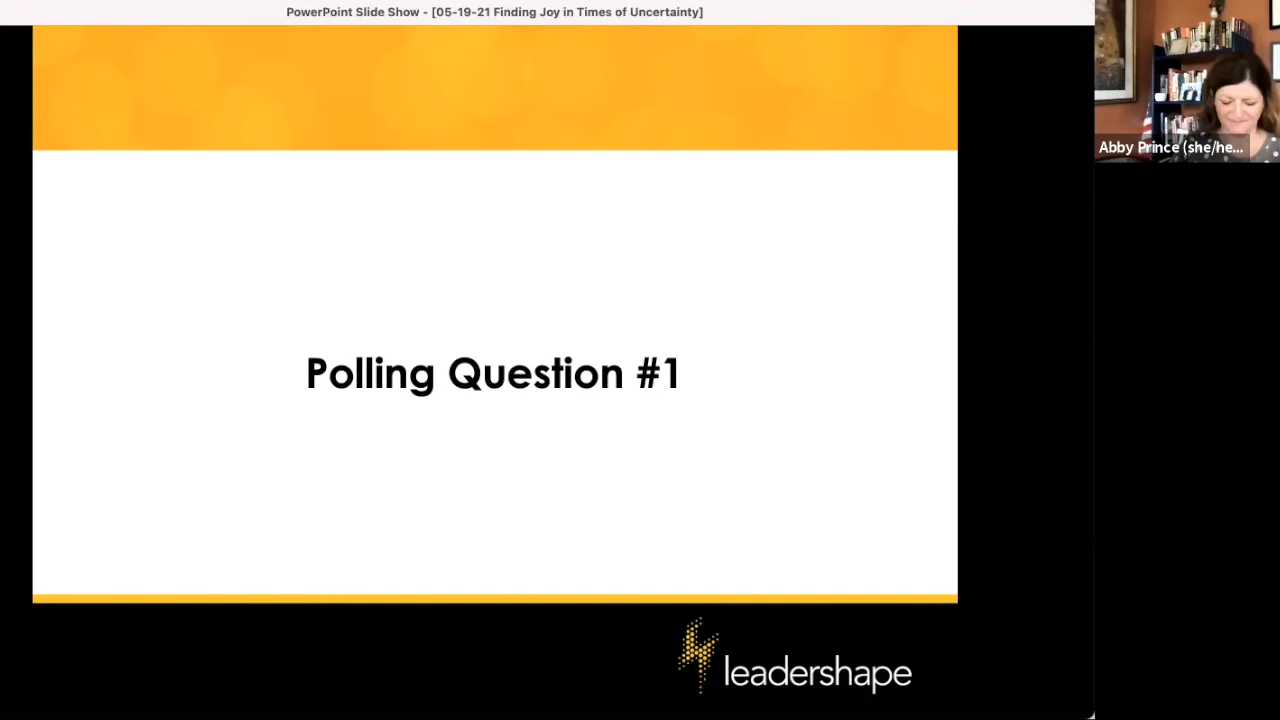 PowerPoint Slide Show - [05-19-21 Finding Joy in Times of Uncertainty]
Abby Prince (she/he...
Polling Question #1
leadershape